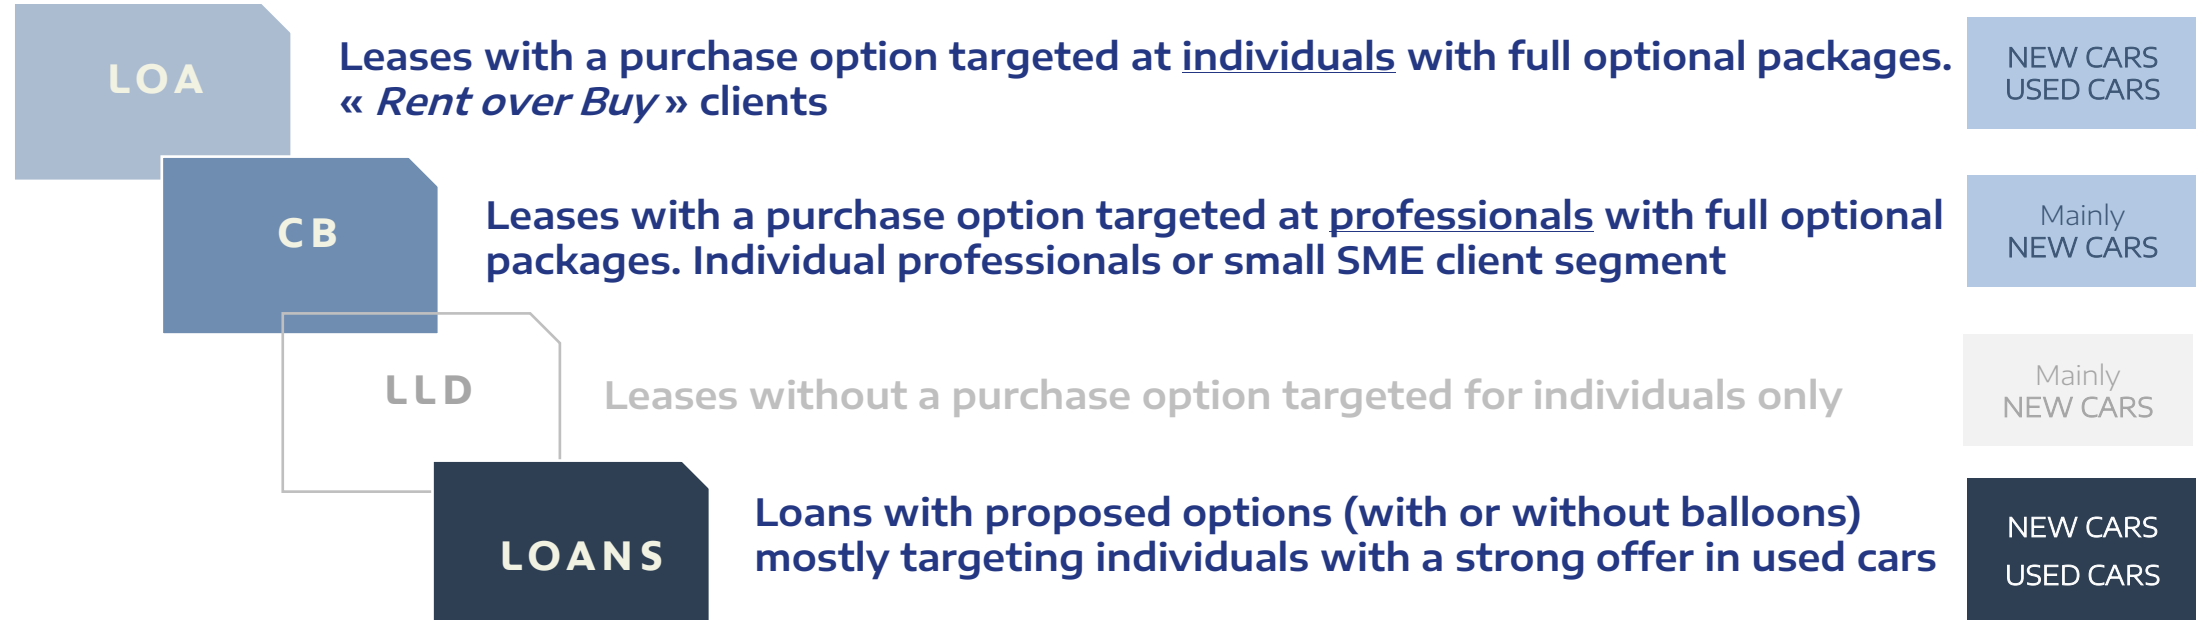 LOA
Leases with a purchase option targeted at individuals with full optional packages.
« Rent over Buy » clients
NEW CARS
USED CARS
CB
Leases with a purchase option targeted at professionals with full optional
packages. Individual professionals or small SME client segment
Mainly
NEW CARS
LLD
Leases without a purchase option targeted for individuals only
Mainly
NEW CARS
LOANS
Loans with proposed options (with or without balloons)
mostly targeting individuals with a strong offer in used cars
NEW CARS
USED CARS